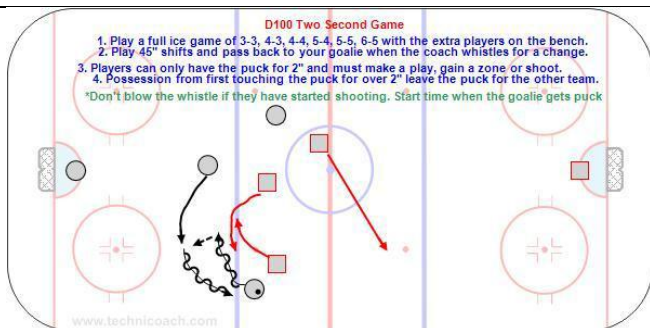 D100 Two Second Game
1. Play a full ice game of 3-3, 4-3, 4-4, 5-4, 5-5, 6-5 with the extra players on the bench.
2. Play 45" shifts and pass back to your goalie when the coach whistles for a change.
3. Players can only have the puck for 2" and must make a play, gain a zone or shoot.
4. Possession from first touching the puck for over 2" leave the puck for the other team.
*Don't blow the whistle if they have started shooting. Start time when the goalie gets puck
www.technicoach.com